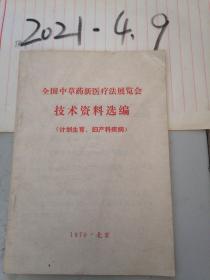 2021-4.9
全国中草药新医疗法展览会
技术资料选编
(计划生育、妇产科疾病)
1970·北京